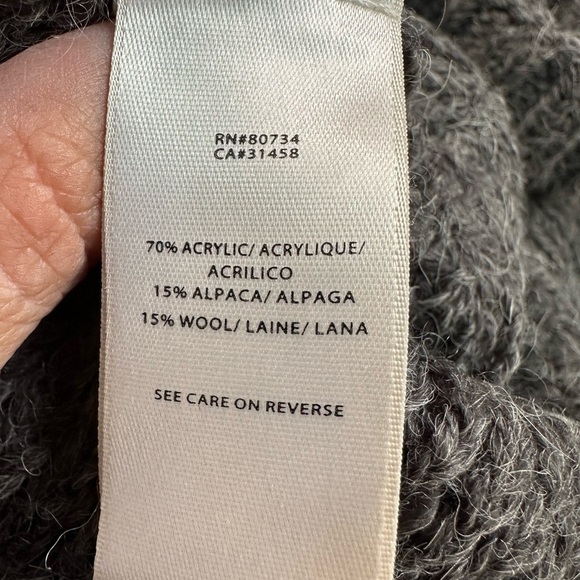 RN#80734
CA#31458
70% ACRYLIC/ ACRYLIQUE/
ACRILICO
15% ALPACA/ ALPAGA
15% WOOL/ LAINE/ LANA
SEE CARE ON REVERSE